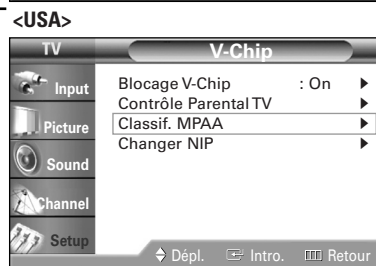 <USA>
TV
V-Chip
Input
Picture
Sound
Channel
Setup
Blocage V-Chip : On
Contrôle Parental TV
Classif. MPAA
Changer NIP
Dépl. Intro. Retour